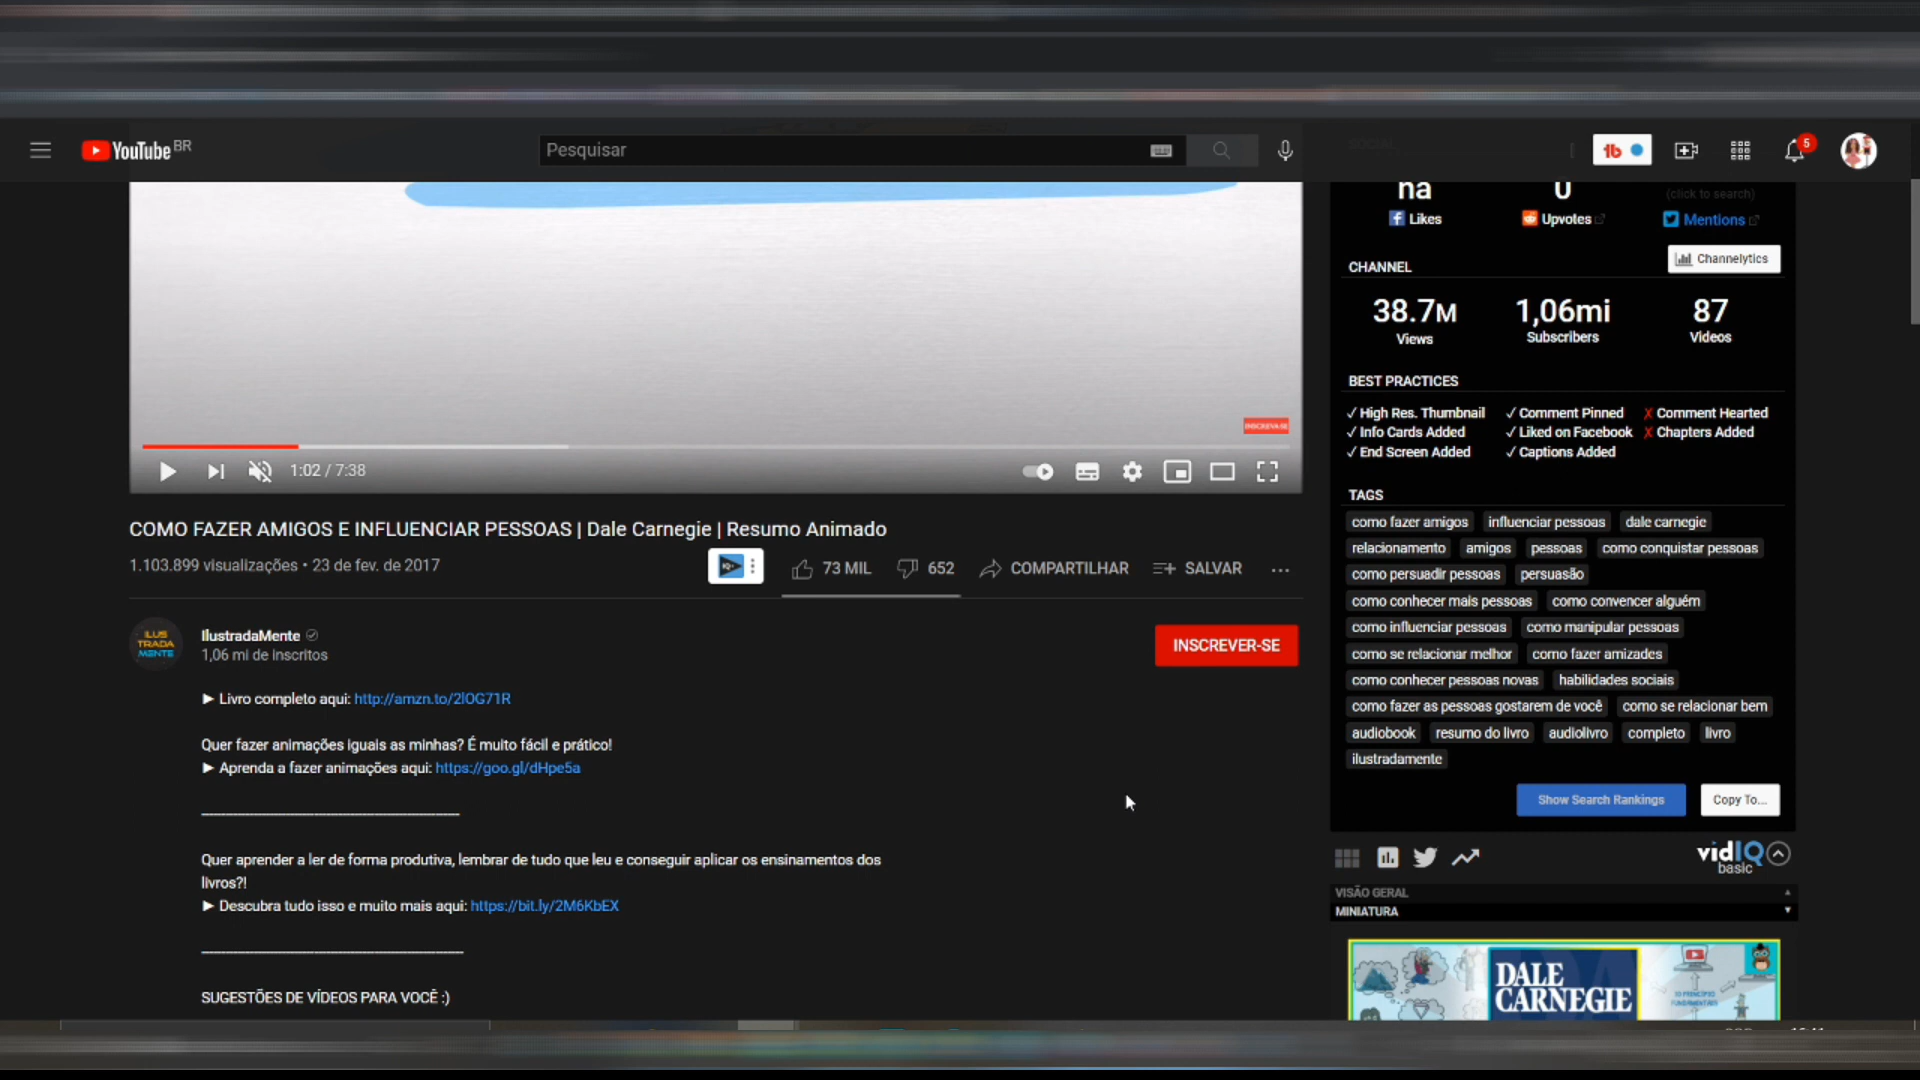 YouTube BR
Pesquisar
5
na
Likes
Upvotes
(click to search)
Mentions
CHANNEL
Channelytics
38.7M
Views
1,06mi
Subscribers
87
Videos
BEST PRACTICES
✓ High Res. Thumbnail ✓ Comment Pinned ✗ Comment Hearted
✓ Info Cards Added ✓ Liked on Facebook ✗ Chapters Added
✓ End Screen Added ✓ Captions Added
TAGS
como fazer amigos influenciar pessoas dale carnegie
relacionamento amigos pessoas como conquistar pessoas
como persuadir pessoas persuasão
como conhecer mais pessoas como convencer alguém
como influenciar pessoas como manipular pessoas
como se relacionar melhor como fazer amizades
como conhecer pessoas novas habilidades sociais
como fazer as pessoas gostarem de você como se relacionar bem
audiobook resumo do livro audiolivro completo livro
ilustradamente
Show Search Rankings Copy To...
vidIQ
basic
VISÃO GERAL
MINIATURA
DALE
CARNEGIE
INSCREVA-SE
1:02 / 7:38
COMO FAZER AMIGOS E INFLUENCIAR PESSOAS | Dale Carnegie | Resumo Animado
1.103.899 visualizações • 23 de fev. de 2017
73 MIL 652 COMPARTILHAR SALVAR ...
ILUS
TRADA
MENTE
IlustradaMente
1,06 mi de inscritos
INSCREVER-SE
► Livro completo aqui: http://amzn.to/2lOG71R
Quer fazer animações iguais as minhas? É muito fácil e prático!
► Aprenda a fazer animações aqui: https://goo.gl/dHpe5a
Quer aprender a ler de forma produtiva, lembrar de tudo que leu e conseguir aplicar os ensinamentos dos
livros?!
► Descubra tudo isso e muito mais aqui: https://bit.ly/2M6KbEX
SUGESTÕES DE VÍDEOS PARA VOCÊ :)